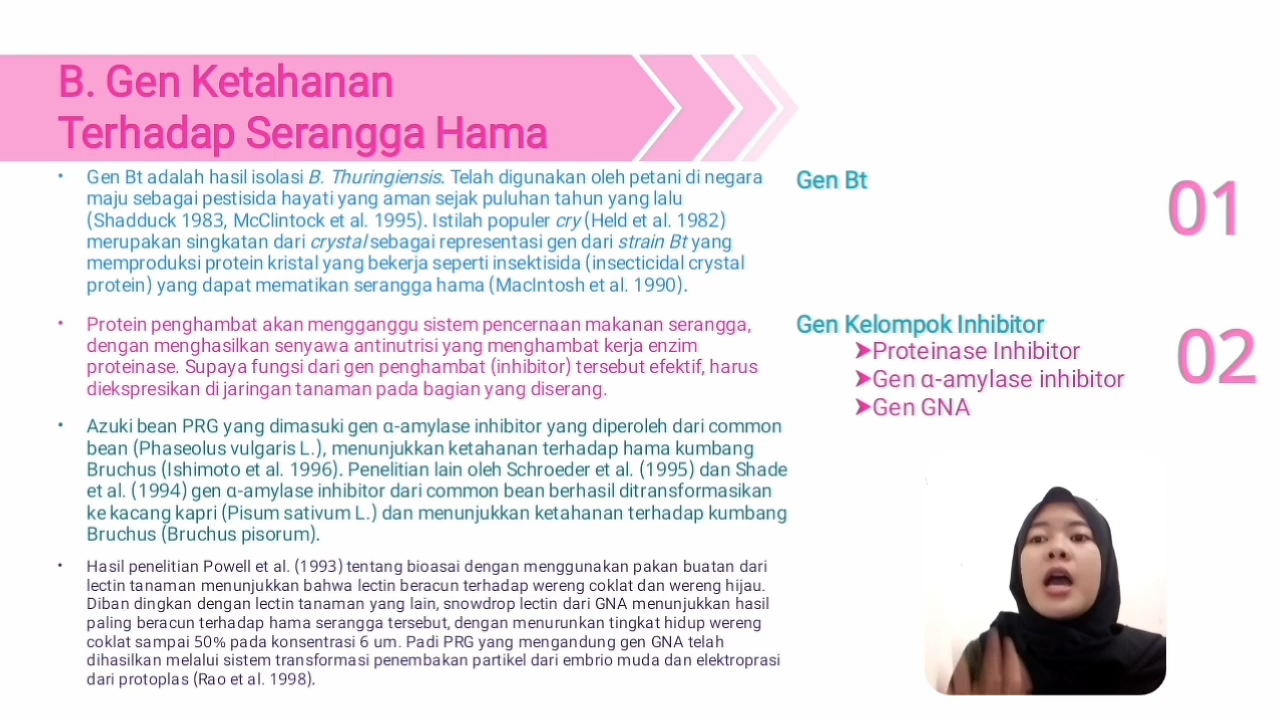 B. Gen Ketahanan
Terhadap Serangga Hama
• Gen Bt adalah hasil isolasi B. Thuringiensis. Telah digunakan oleh petani di negara
maju sebagai pestisida hayati yang aman sejak puluhan tahun yang lalu
(Shadduck 1983, McClintock et al. 1995). Istilah populer cry (Held et al. 1982)
merupakan singkatan dari crystal sebagai representasi gen dari strain Bt yang
memproduksi protein kristal yang bekerja seperti insektisida (insecticidal crystal
protein) yang dapat mematikan serangga hama (MacIntosh et al. 1990).
• Protein penghambat akan mengganggu sistem pencernaan makanan serangga,
dengan menghasilkan senyawa antinutrisi yang menghambat kerja enzim
proteinase. Supaya fungsi dari gen penghambat (inhibitor) tersebut efektif, harus
diekspresikan di jaringan tanaman pada bagian yang diserang.
• Azuki bean PRG yang dimasuki gen α-amylase inhibitor yang diperoleh dari common
bean (Phaseolus vulgaris L.), menunjukkan ketahanan terhadap hama kumbang
Bruchus (Ishimoto et al. 1996). Penelitian lain oleh Schroeder et al. (1995) dan Shade
et al. (1994) gen α-amylase inhibitor dari common bean berhasil ditransformasikan
ke kacang kapri (Pisum sativum L.) dan menunjukkan ketahanan terhadap kumbang
Bruchus (Bruchus pisorum).
• Hasil penelitian Powell et al. (1993) tentang bioasai dengan menggunakan pakan buatan dari
lectin tanaman menunjukkan bahwa lectin beracun terhadap wereng coklat dan wereng hijau.
Diban dingkan dengan lectin tanaman yang lain, snowdrop lectin dari GNA menunjukkan hasil
paling beracun terhadap hama serangga tersebut, dengan menurunkan tingkat hidup wereng
coklat sampai 50% pada konsentrasi 6 um. Padi PRG yang mengandung gen GNA telah
dihasilkan melalui sistem transformasi penembakan partikel dari embrio muda dan elektroprasi
dari protoplas (Rao et al. 1998).
Gen Bt
01
Gen Kelompok Inhibitor
➤Proteinase Inhibitor
➤Gen α-amylase inhibitor
➤Gen GNA
02